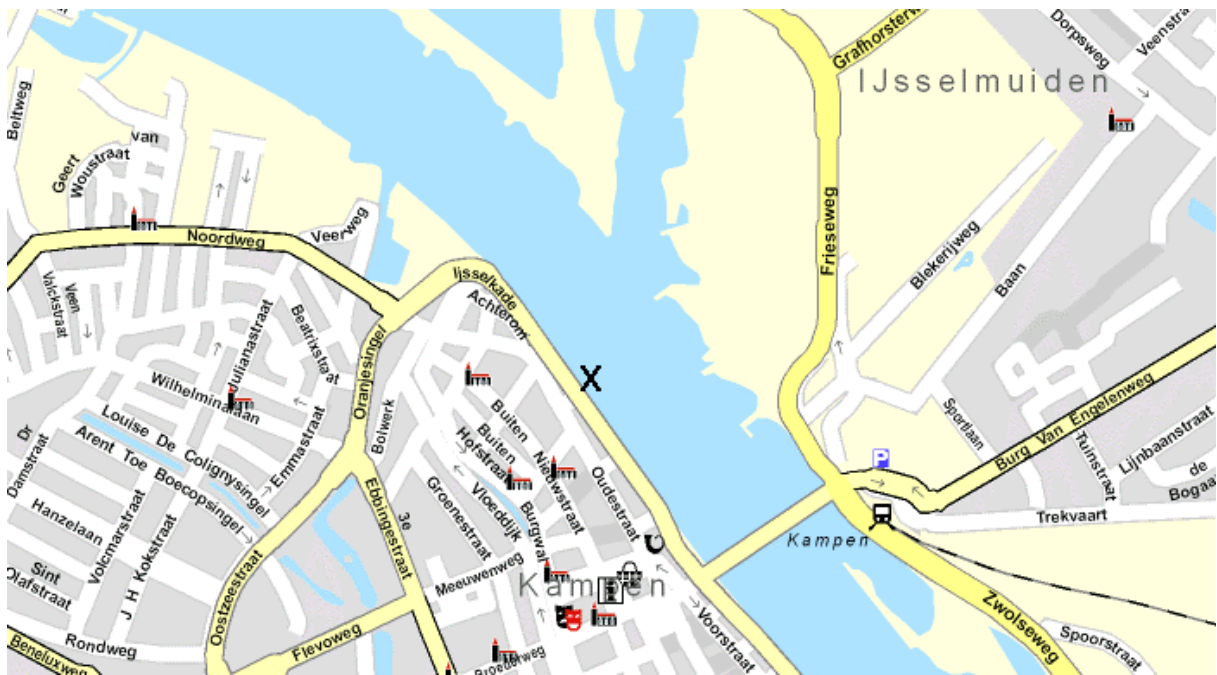 Dorpsweg
Veenstra
Grafhorsterw
IJsselmuiden
Beltweg
van
Geert
Woustraat
Noordweg
Veerweg
Frieseweg
Blekerijweg
Baan
Ijsselkade
Achterom
Veen
Valckstraat
Julianastraat
Beatrixstraat
Oranjesingel
X
Wilhelminalaan
Bolwerk
Buiten
Buiten
Hofstraat
Nieuwstraat
Oudestraat
Sportlaan
Burg Van Engelenweg
Tuinstraat
Lijnbaanstraat
de
Bogaa
P
Dr
Damstraat
Louise De Colignysingel
Arent Toe Boecopsingel
Emmastraat
Ebbingestraat
3e
Groenestraat
Vloeddijk
Burgwal
Trekvaart
Kampen
Hanzelaan
Volcmarstraat
J H Kokstraat
Oostzeestraat
Meeuwenweg
Kampen
Sint
Olafstraat
Voorstraat
Zwolseweg
Spoorstraat
Rondweg
Flevoweg
Broederweg
Beneluxweg